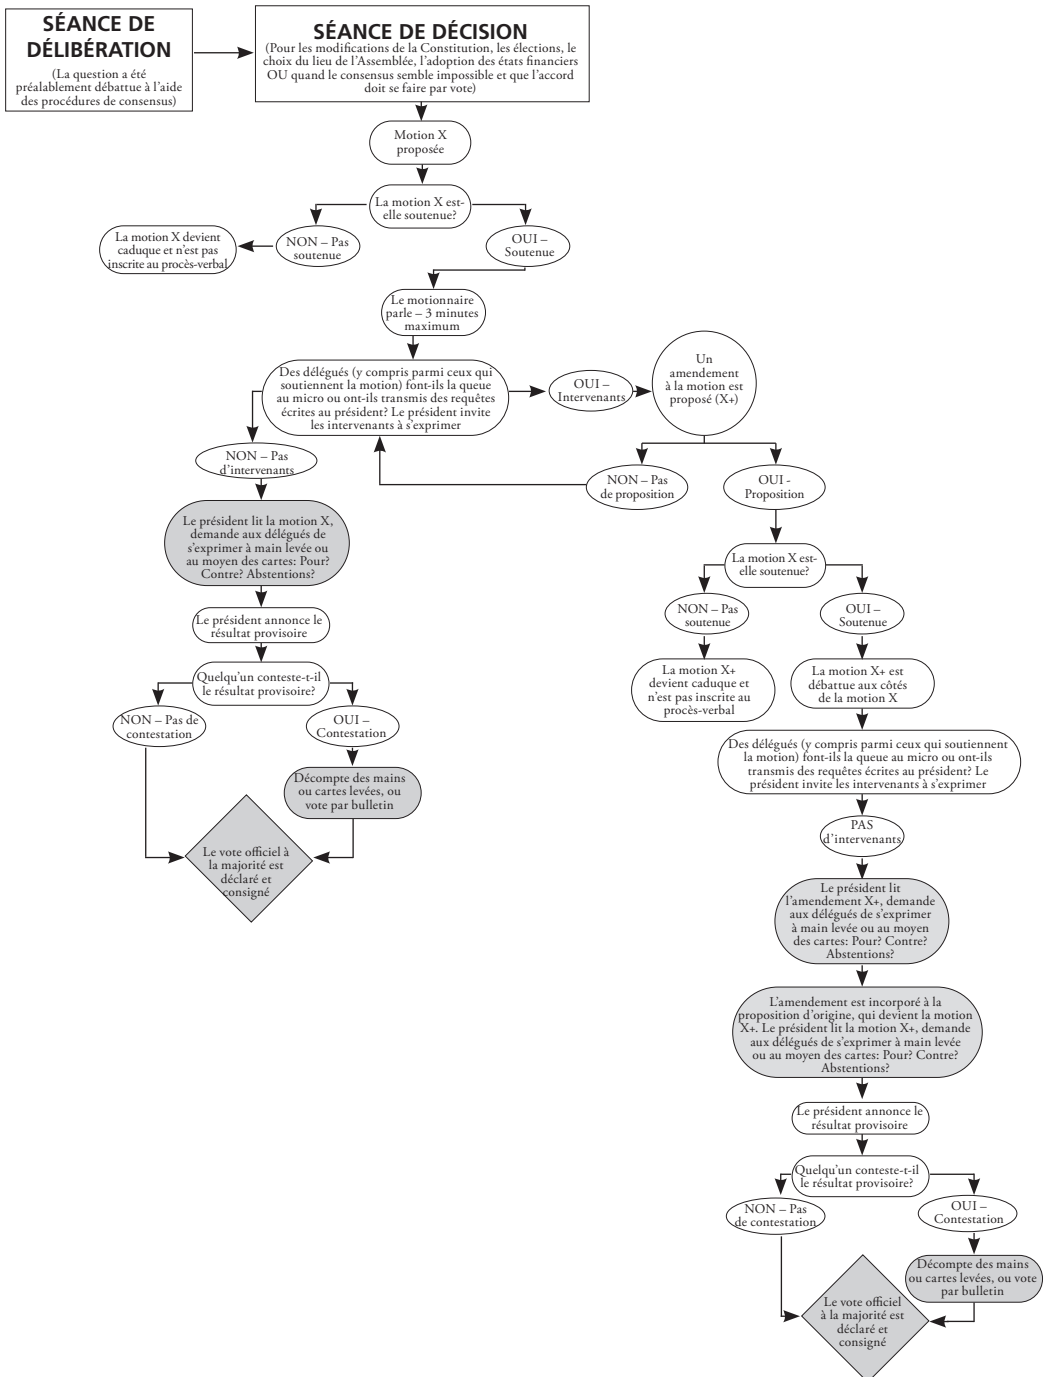 SÉANCE DE
DÉLIBÉRATION
(La question a été
préalablement débattue à l'aide
des procédures de consensus)
SÉANCE DE DÉCISION
(Pour les modifications de la Constitution, les élections, le
choix du lieu de l'Assemblée, l'adoption des états financiers
OU quand le consensus semble impossible et que l'accord
doit se faire par vote)
Motion X
proposée
La motion X est-
elle soutenue?
NON – Pas
soutenue
OUI –
Soutenue
La motion X devient
caduque et n'est pas
inscrite au procès-verbal
Le motionnaire
parle – 3 minutes
maximum
Des délégués (y compris parmi ceux qui
soutiennent la motion) font-ils la queue
au micro ou ont-ils transmis des requêtes
écrites au président? Le président invite
les intervenants à s'exprimer
OUI –
Intervenants
Un
amendement
à la motion est
proposé (X+)
NON – Pas
d'intervenants
NON – Pas
de proposition
OUI -
Proposition
Le président lit la motion X,
demande aux délégués de
s'exprimer à main levée ou
au moyen des cartes: Pour?
Contre? Abstentions?
Le président annonce le
résultat provisoire
Quelqu'un conteste-t-il
le résultat provisoire?
NON – Pas de
contestation
OUI –
Contestation
Décompte des mains
ou cartes levées, ou
vote par bulletin
Le vote officiel à
la majorité est
déclaré et
consigné
La motion X est-
elle soutenue?
NON – Pas
soutenue
OUI –
Soutenue
La motion X+
devient caduque et
n'est pas inscrite au
procès-verbal
La motion X+ est
débattue aux côtés
de la motion X
Des délégués (y compris parmi ceux qui soutiennent
la motion) font-ils la queue au micro ou ont-ils
transmis des requêtes écrites au président? Le
président invite les intervenants à s'exprimer
PAS
d'intervenants
Le président lit
l'amendement X+, demande
aux délégués de s'exprimer
à main levée ou au moyen
des cartes: Pour? Contre?
Abstentions?
L'amendement est incorporé à la
proposition d'origine, qui devient la motion
X+. Le président lit la motion X+, demande
aux délégués de s'exprimer à main levée
ou au moyen des cartes: Pour? Contre?
Abstentions?
Le président annonce le
résultat provisoire
Quelqu'un conteste-t-il
le résultat provisoire?
NON – Pas
de contestation
OUI –
Contestation
Décompte des mains
ou cartes levées, ou vote
par bulletin
Le vote officiel
à la majorité est
déclaré et
consigné